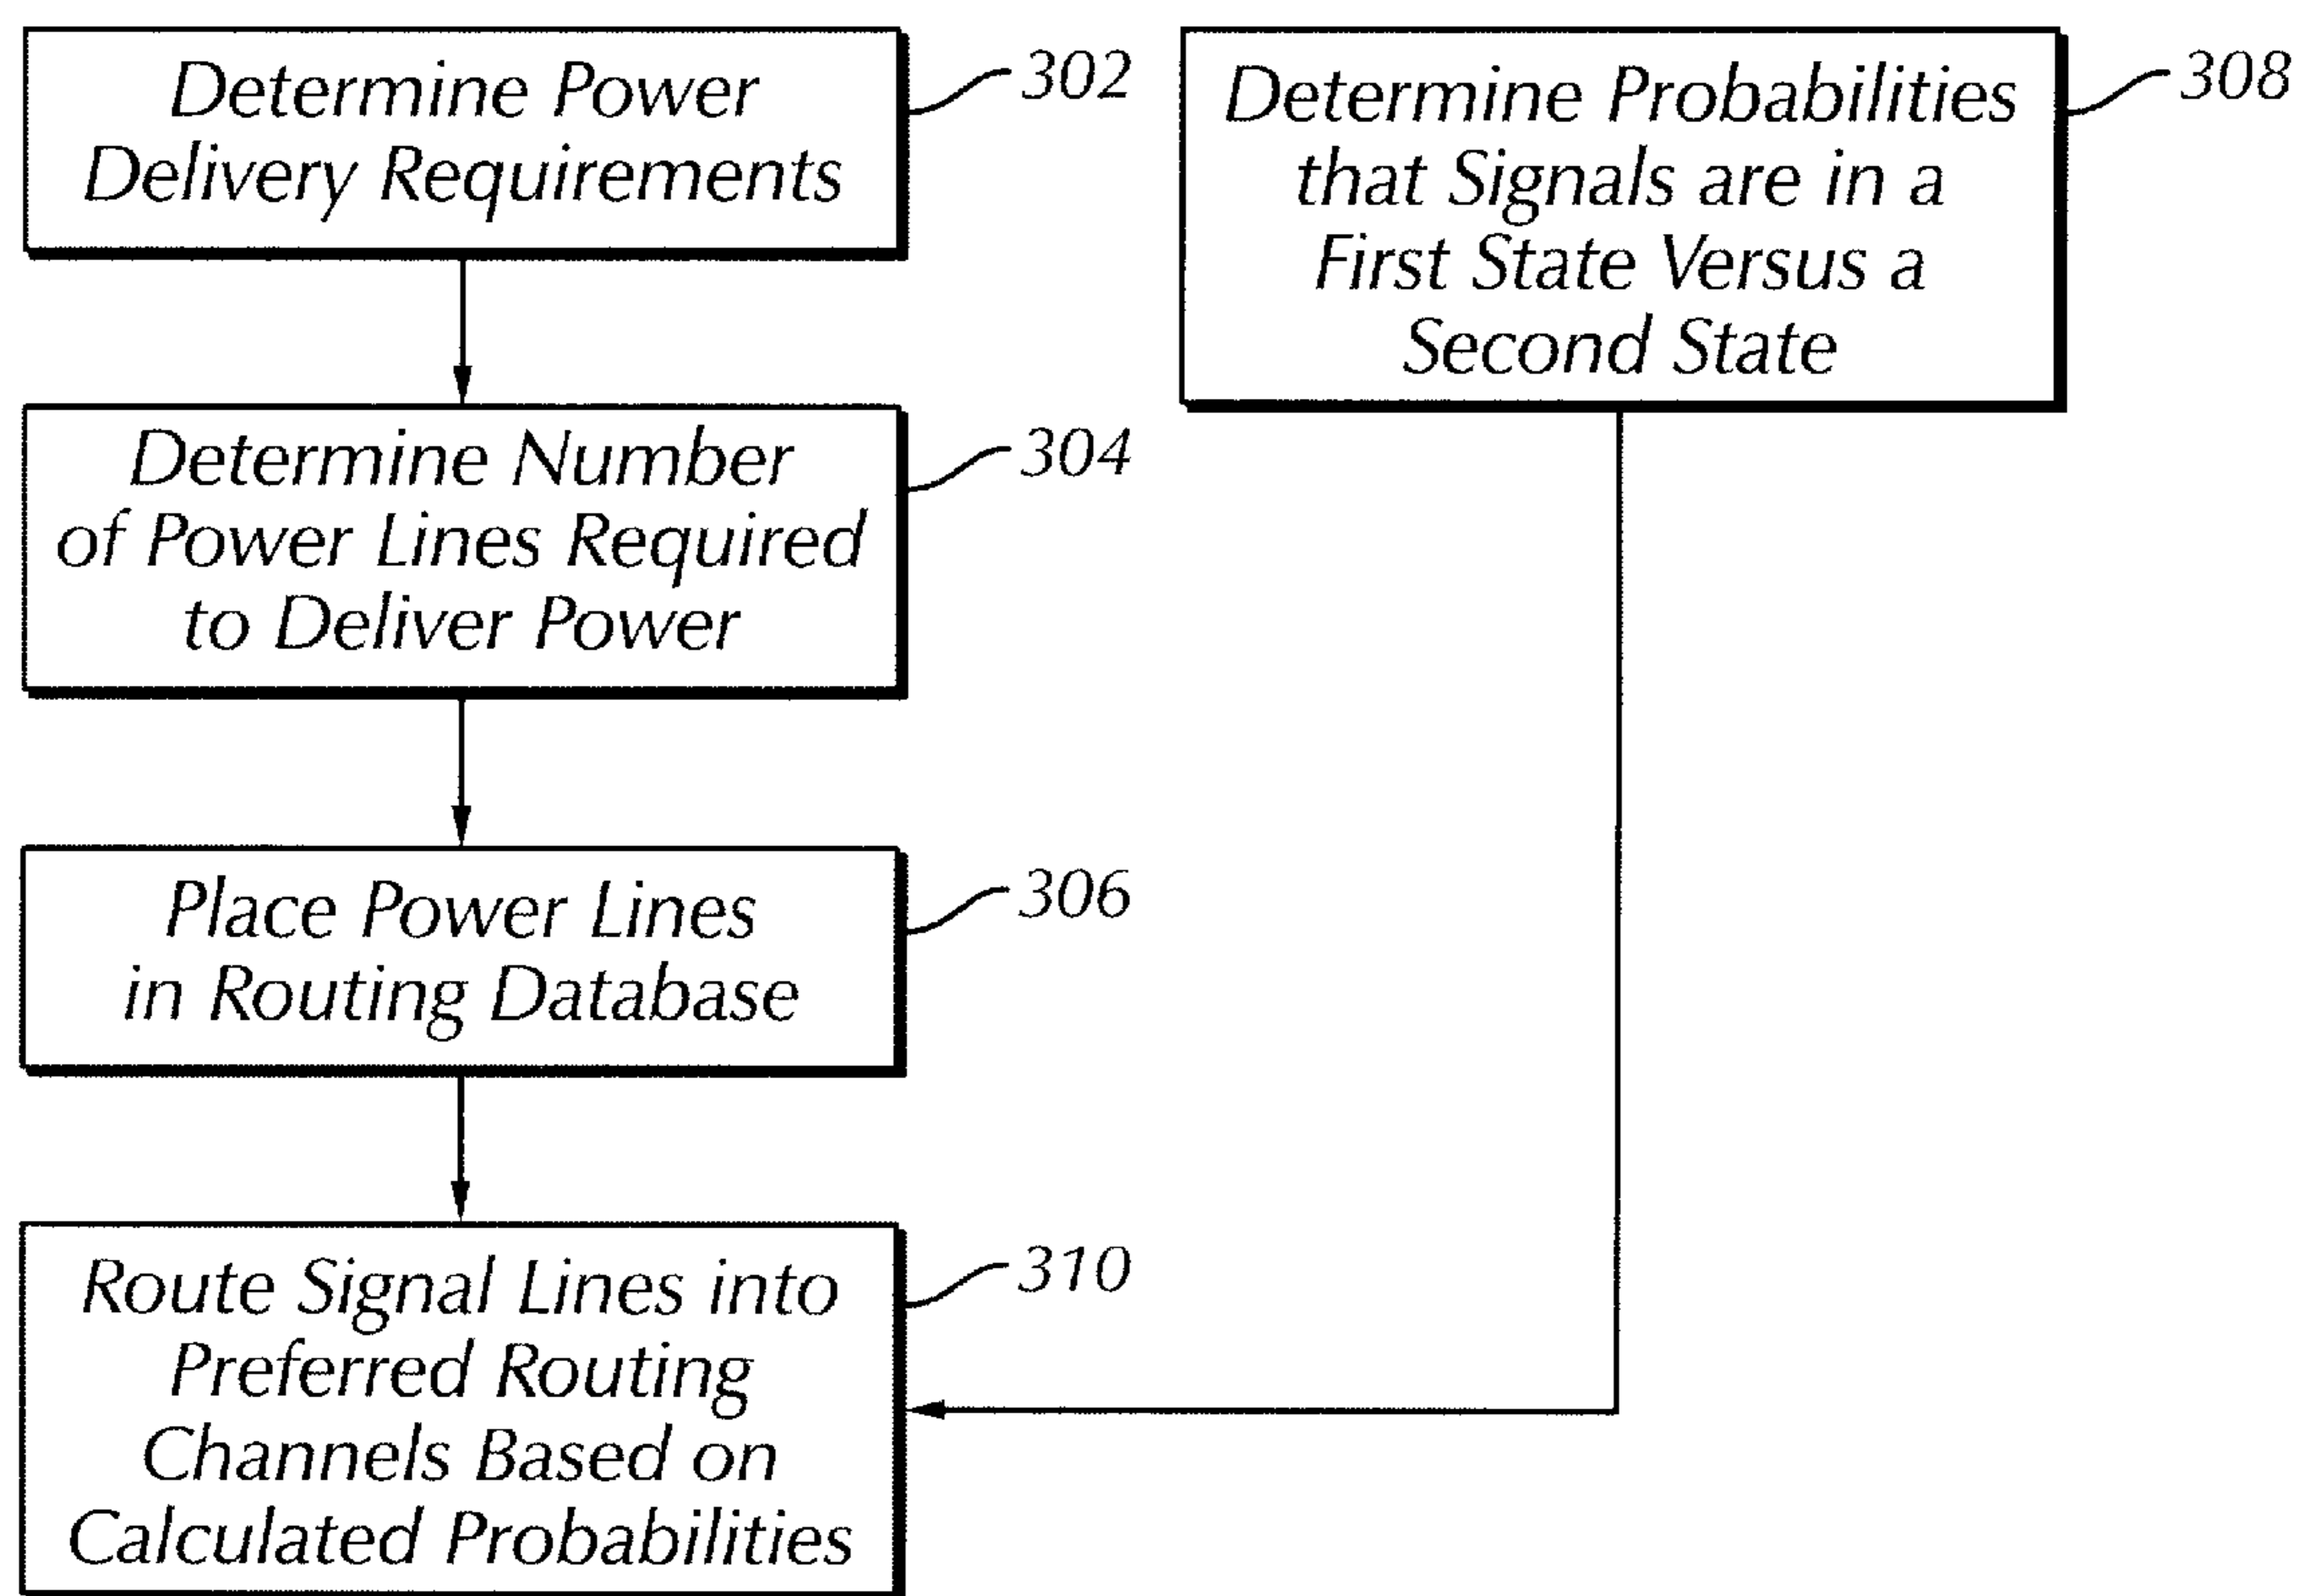 Determine Power
Delivery Requirements
302
Determine Number
of Power Lines Required
to Deliver Power
304
Place Power Lines
in Routing Database
306
Determine Probabilities
that Signals are in a
First State Versus a
Second State
308
Route Signal Lines into
Preferred Routing
Channels Based on
Calculated Probabilities
310